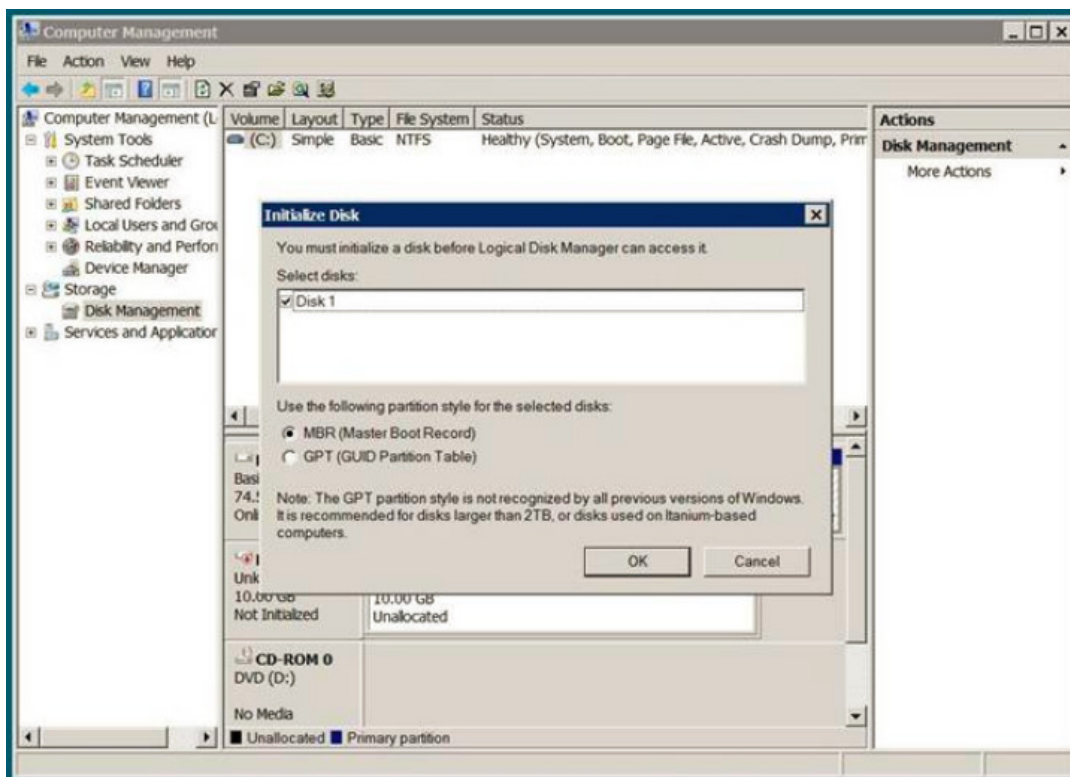 Computer Management
File Action View Help
Computer Management (L
System Tools
Task Scheduler
Event Viewer
Shared Folders
Local Users and Grou
Reliability and Perforn
Device Manager
Storage
Disk Management
Services and Application
Volume Layout Type File System Status
(C:) Simple Basic NTFS Healthy (System, Boot, Page File, Active, Crash Dump, Prim
Actions
Disk Management
More Actions
Initialize Disk
You must initialize a disk before Logical Disk Manager can access it.
Select disks:
Disk 1
Use the following partition style for the selected disks:
MBR (Master Boot Record)
GPT (GUID Partition Table)
Note: The GPT partition style is not recognized by all previous versions of Windows.
It is recommended for disks larger than 2TB, or disks used on Itanium-based
computers.
OK Cancel
Basi
74.5
Onli
Unk
10.00 GB
Not Initialized
10.00 GB
Unallocated
CD-ROM 0
DVD (D:)
No Media
Unallocated Primary partition